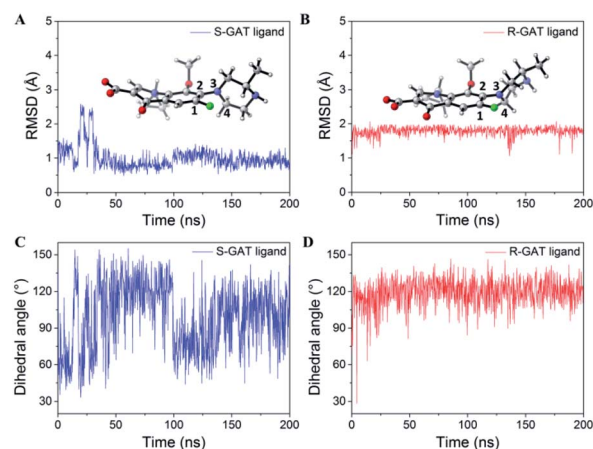 A
S-GAT ligand
RMSD (Å)
5
4
3
2
1
0
2 3
1 4
0 50 100 150 200
Time (ns)
B
R-GAT ligand
RMSD (Å)
5
4
3
2
1
0
2 3
1 4
0 50 100 150 200
Time (ns)
C
S-GAT ligand
Dihedral angle (°)
150
120
90
60
30
0 50 100 150 200
Time (ns)
D
R-GAT ligand
Dihedral angle (°)
150
120
90
60
30
0 50 100 150 200
Time (ns)